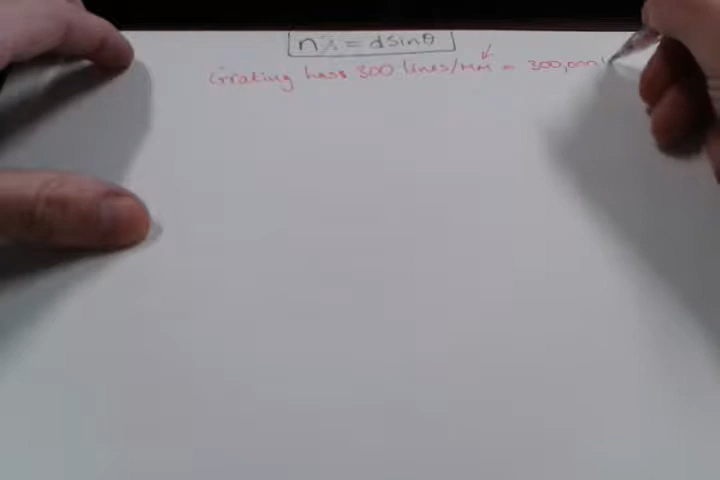 nλ = dsinθ
Grating has 300 lines/mm = 300,000